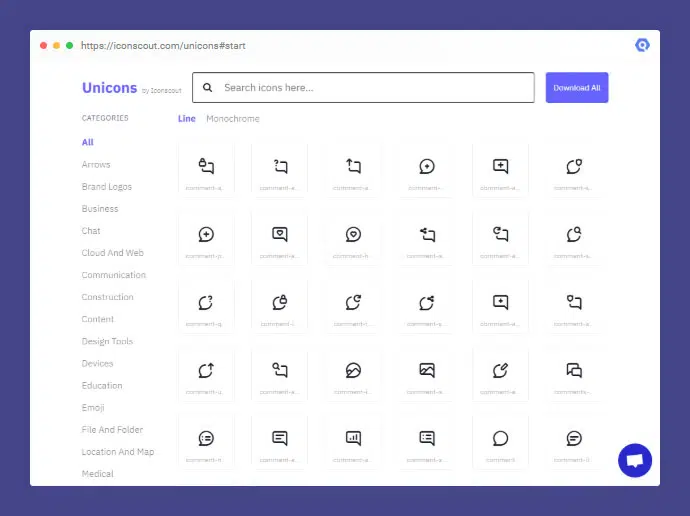 https://iconscout.com/unicons#start
Unicons by Iconscout
Search icons here...
Download All
CATEGORIES
Line Monochrome
All
Arrows
Brand Logos
Business
Chat
Cloud And Web
Communication
Construction
Content
Design Tools
Devices
Education
Emoji
File And Folder
Location And Map
Medical
comment-a... comment-e... comment-a... comment-... comment-a... comment-s...
comment-p... comment-a... comment-h... comment-a... comment-a... comment-s...
comment-q... comment-l... comment-r... comment-s... comment-a... comment-a...
comment-u... comment-a... comment-i... comment-a... comment-e... comments-...
comment-n... comment-a... comment-a... comment-a... comment comment-li...